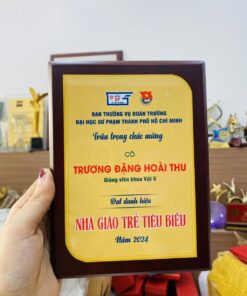 BAN THƯỜNG VỤ ĐOÀN TRƯỜNG
ĐẠI HỌC SƯ PHẠM THÀNH PHỐ HỒ CHÍ MINH
Trân trọng chúc mừng
CÔ
TRƯƠNG ĐẶNG HOÀI THU
Giảng viên khoa Vật lí
Đạt danh hiệu
NHÀ GIÁO TRẺ TIÊU BIỂU
Năm 2024